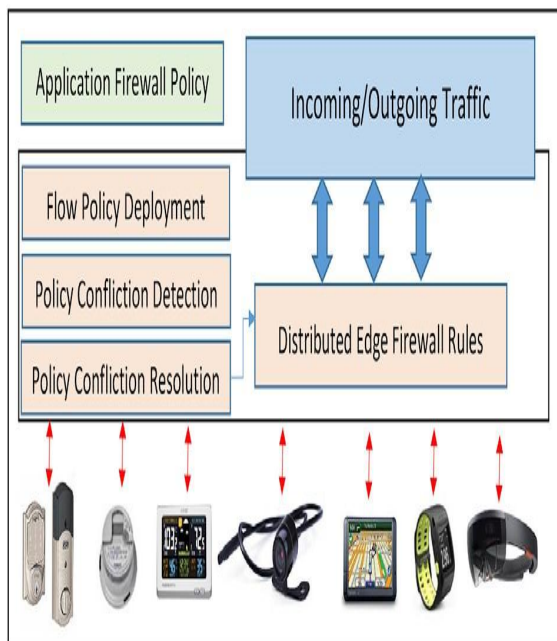 Application Firewall Policy
Incoming/Outgoing Traffic
Flow Policy Deployment
Policy Confliction Detection
Policy Confliction Resolution
Distributed Edge Firewall Rules